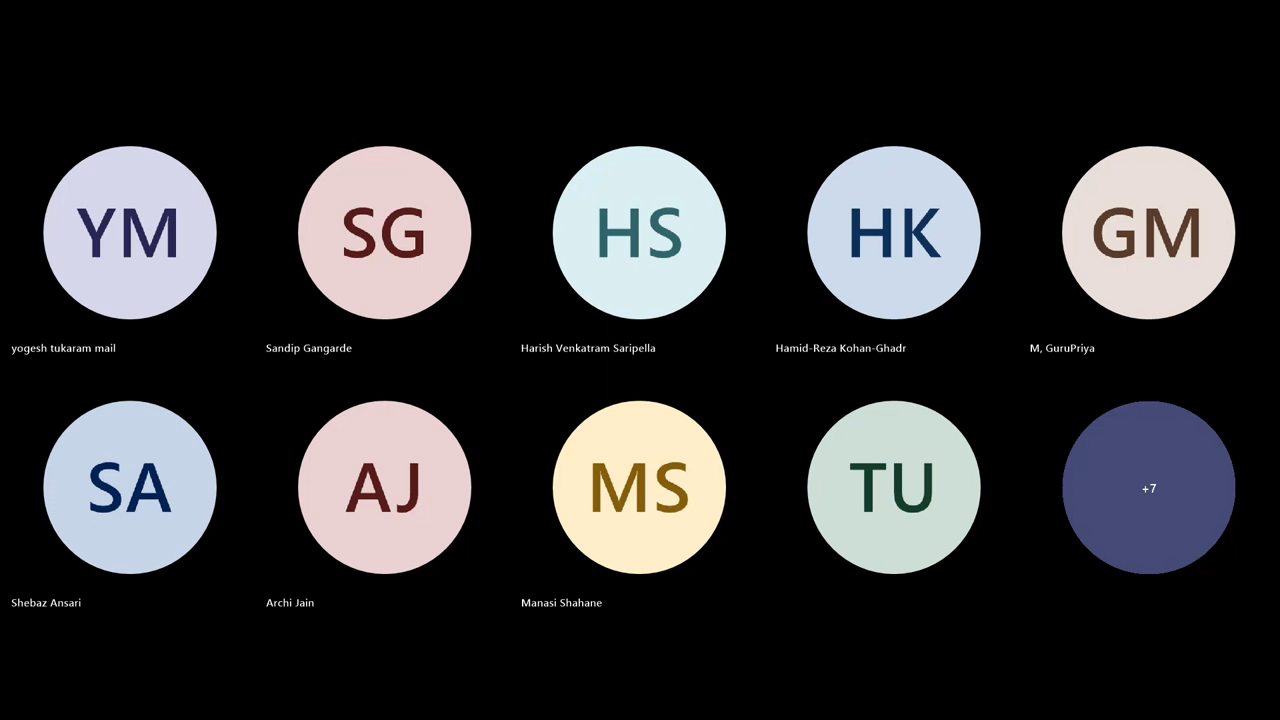 YM SG HS HK GM
yogesh tukaram mail Sandip Gangarde Harish Venkatram Saripella Hamid-Reza Kohan-Ghadr M, GuruPriya
SA AJ MS TU +7
Shebaz Ansari Archi Jain Manasi Shahane